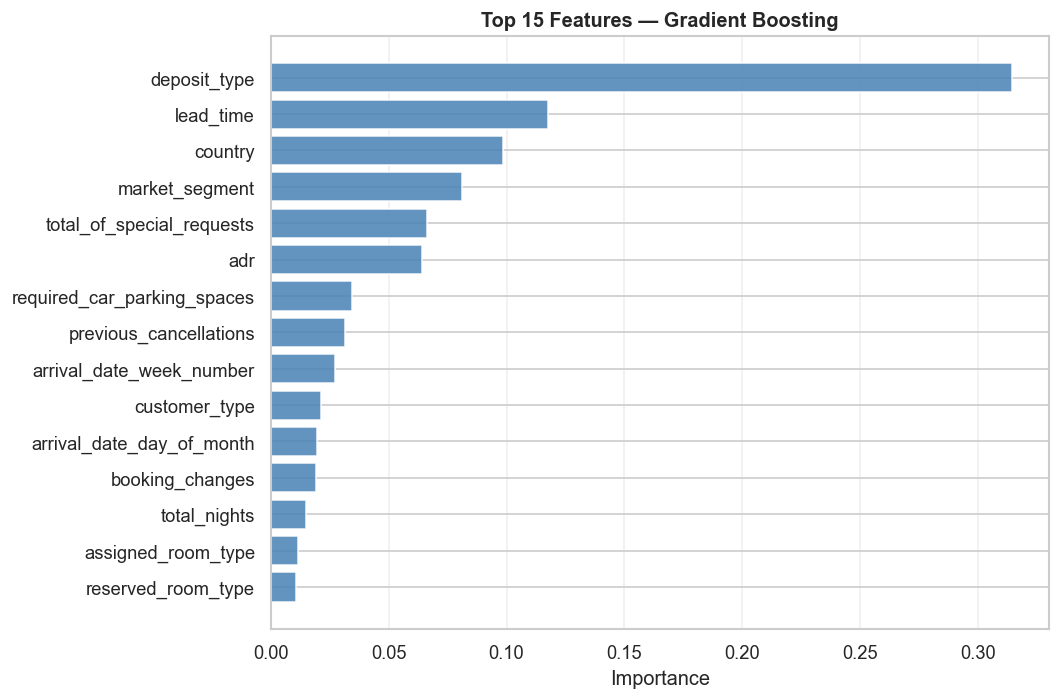 Top 15 Features — Gradient Boosting
deposit_type
lead_time
country
market_segment
total_of_special_requests
adr
required_car_parking_spaces
previous_cancellations
arrival_date_week_number
customer_type
arrival_date_day_of_month
booking_changes
total_nights
assigned_room_type
reserved_room_type
0.00 0.05 0.10 0.15 0.20 0.25 0.30
Importance